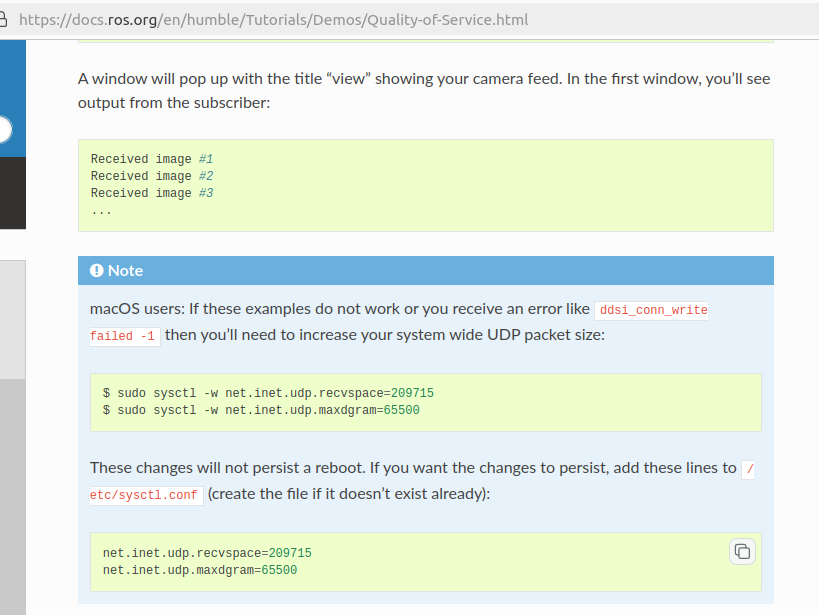 https://docs.ros.org/en/humble/Tutorials/Demos/Quality-of-Service.html
A window will pop up with the title “view” showing your camera feed. In the first window, you’ll see
output from the subscriber:
Received image #1
Received image #2
Received image #3
...
Note
macOS users: If these examples do not work or you receive an error like ddsi_conn_write
failed -1 then you’ll need to increase your system wide UDP packet size:
$ sudo sysctl -w net.inet.udp.recvspace=209715
$ sudo sysctl -w net.inet.udp.maxdgram=65500
These changes will not persist a reboot. If you want the changes to persist, add these lines to /
etc/sysctl.conf (create the file if it doesn’t exist already):
net.inet.udp.recvspace=209715
net.inet.udp.maxdgram=65500